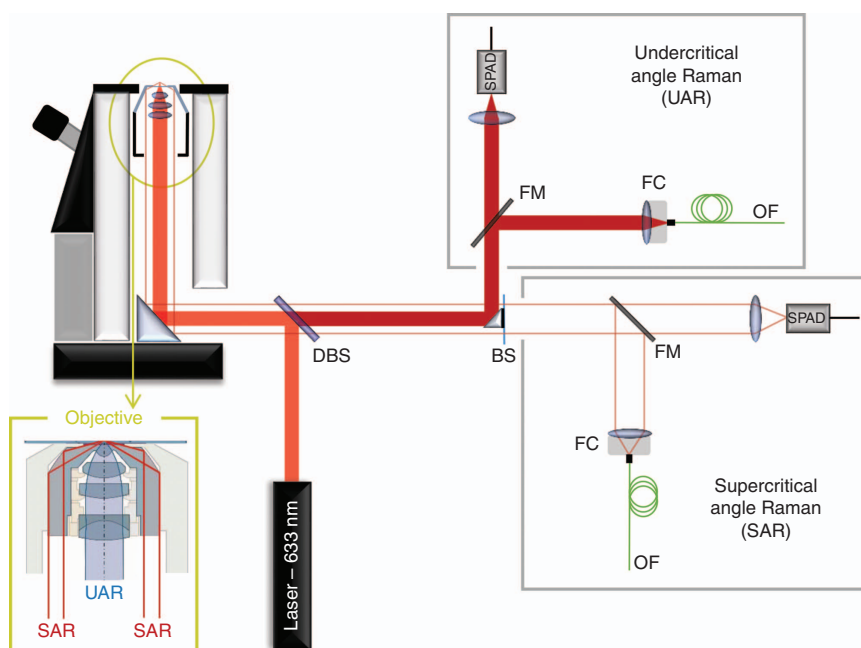 Undercritical
angle Raman
(UAR)
SPAD
FM
FC
OF
DBS
BS
FM
SPAD
FC
OF
Supercritical
angle Raman
(SAR)
Laser – 633 nm
Objective
UAR
SAR
SAR